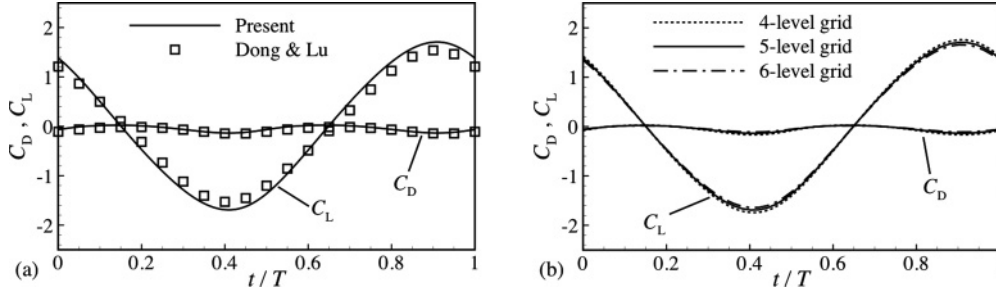 2
1
0
-1
-2
C_D , C_L
Present
Dong & Lu
C_L
C_D
0 0.2 0.4 0.6 0.8 1
(a)
t / T
2
1
0
-1
-2
C_D , C_L
4-level grid
5-level grid
6-level grid
C_L
C_D
0 0.2 0.4 0.6 0.8 1
(b)
t / T